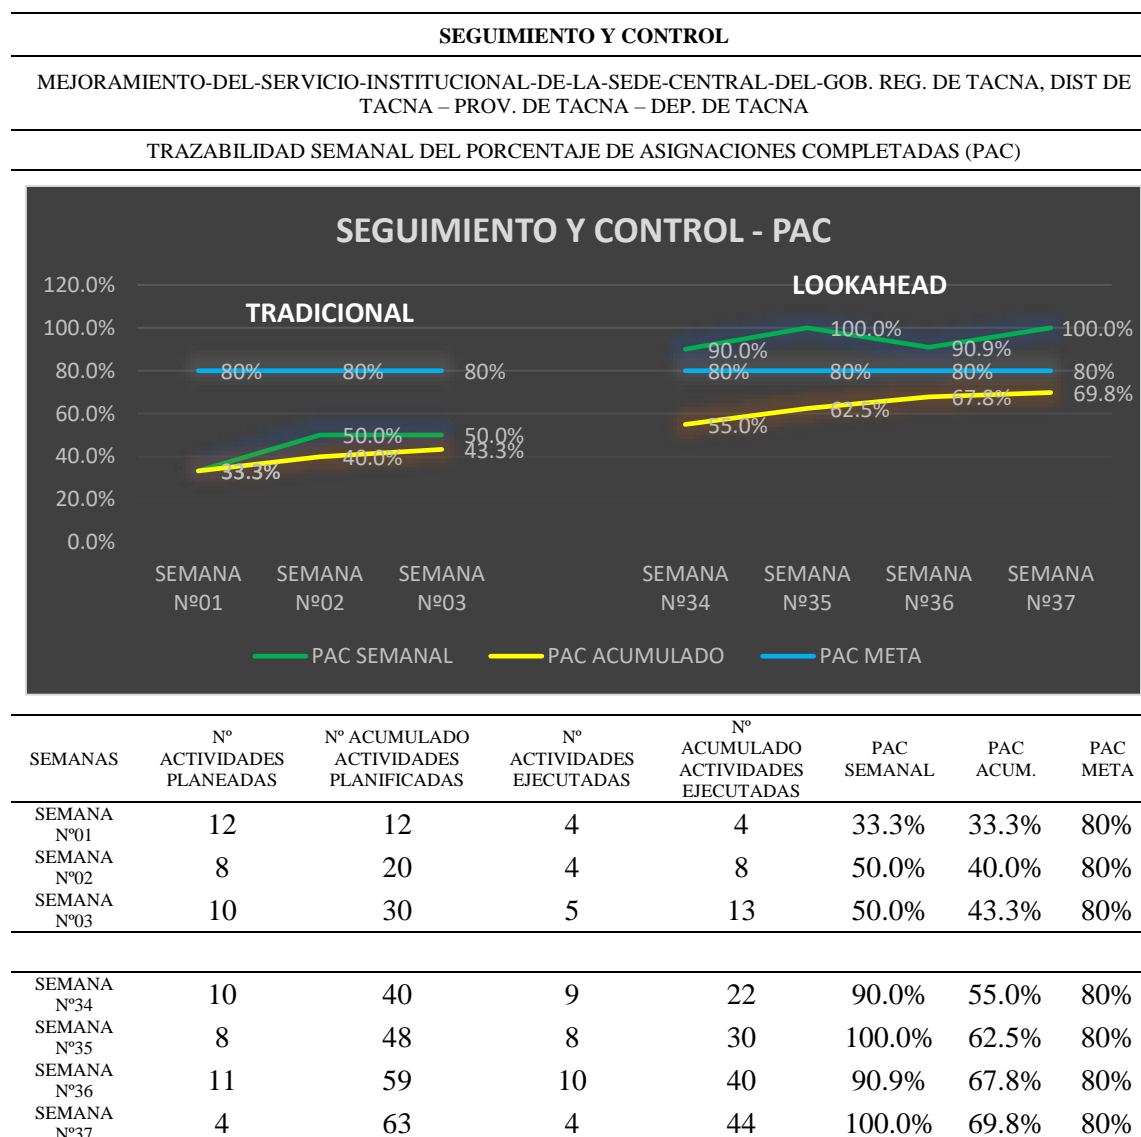 SEGUIMIENTO Y CONTROL
MEJORAMIENTO-DEL-SERVICIO-INSTITUCIONAL-DE-LA-SEDE-CENTRAL-DEL-GOB. REG. DE TACNA, DIST DE
TACNA – PROV. DE TACNA – DEP. DE TACNA
TRAZABILIDAD SEMANAL DEL PORCENTAJE DE ASIGNACIONES COMPLETADAS (PAC)
SEGUIMIENTO Y CONTROL - PAC
120.0%
100.0%
80.0%
60.0%
40.0%
20.0%
0.0%
TRADICIONAL
LOOKAHEAD
80% 80% 80%
50.0% 50.0%
33.3% 40.0% 43.3%
90.0% 100.0% 90.9% 100.0%
80% 80% 80% 80%
55.0% 62.5% 67.8% 69.8%
SEMANA SEMANA SEMANA SEMANA SEMANA SEMANA SEMANA
Nº01 Nº02 Nº03 Nº34 Nº35 Nº36 Nº37
PAC SEMANAL PAC ACUMULADO PAC META
SEMANAS
Nº
ACTIVIDADES
PLANEADAS
Nº ACUMULADO
ACTIVIDADES
PLANIFICADAS
Nº
ACTIVIDADES
EJECUTADAS
Nº
ACUMULADO
ACTIVIDADES
EJECUTADAS
PAC
SEMANAL
PAC
ACUM.
PAC
META
SEMANA
Nº01
12 12 4 4 33.3% 33.3% 80%
SEMANA
Nº02
8 20 4 8 50.0% 40.0% 80%
SEMANA
Nº03
10 30 5 13 50.0% 43.3% 80%
SEMANA
Nº34
10 40 9 22 90.0% 55.0% 80%
SEMANA
Nº35
8 48 8 30 100.0% 62.5% 80%
SEMANA
Nº36
11 59 10 40 90.9% 67.8% 80%
SEMANA
Nº37
4 63 4 44 100.0% 69.8% 80%